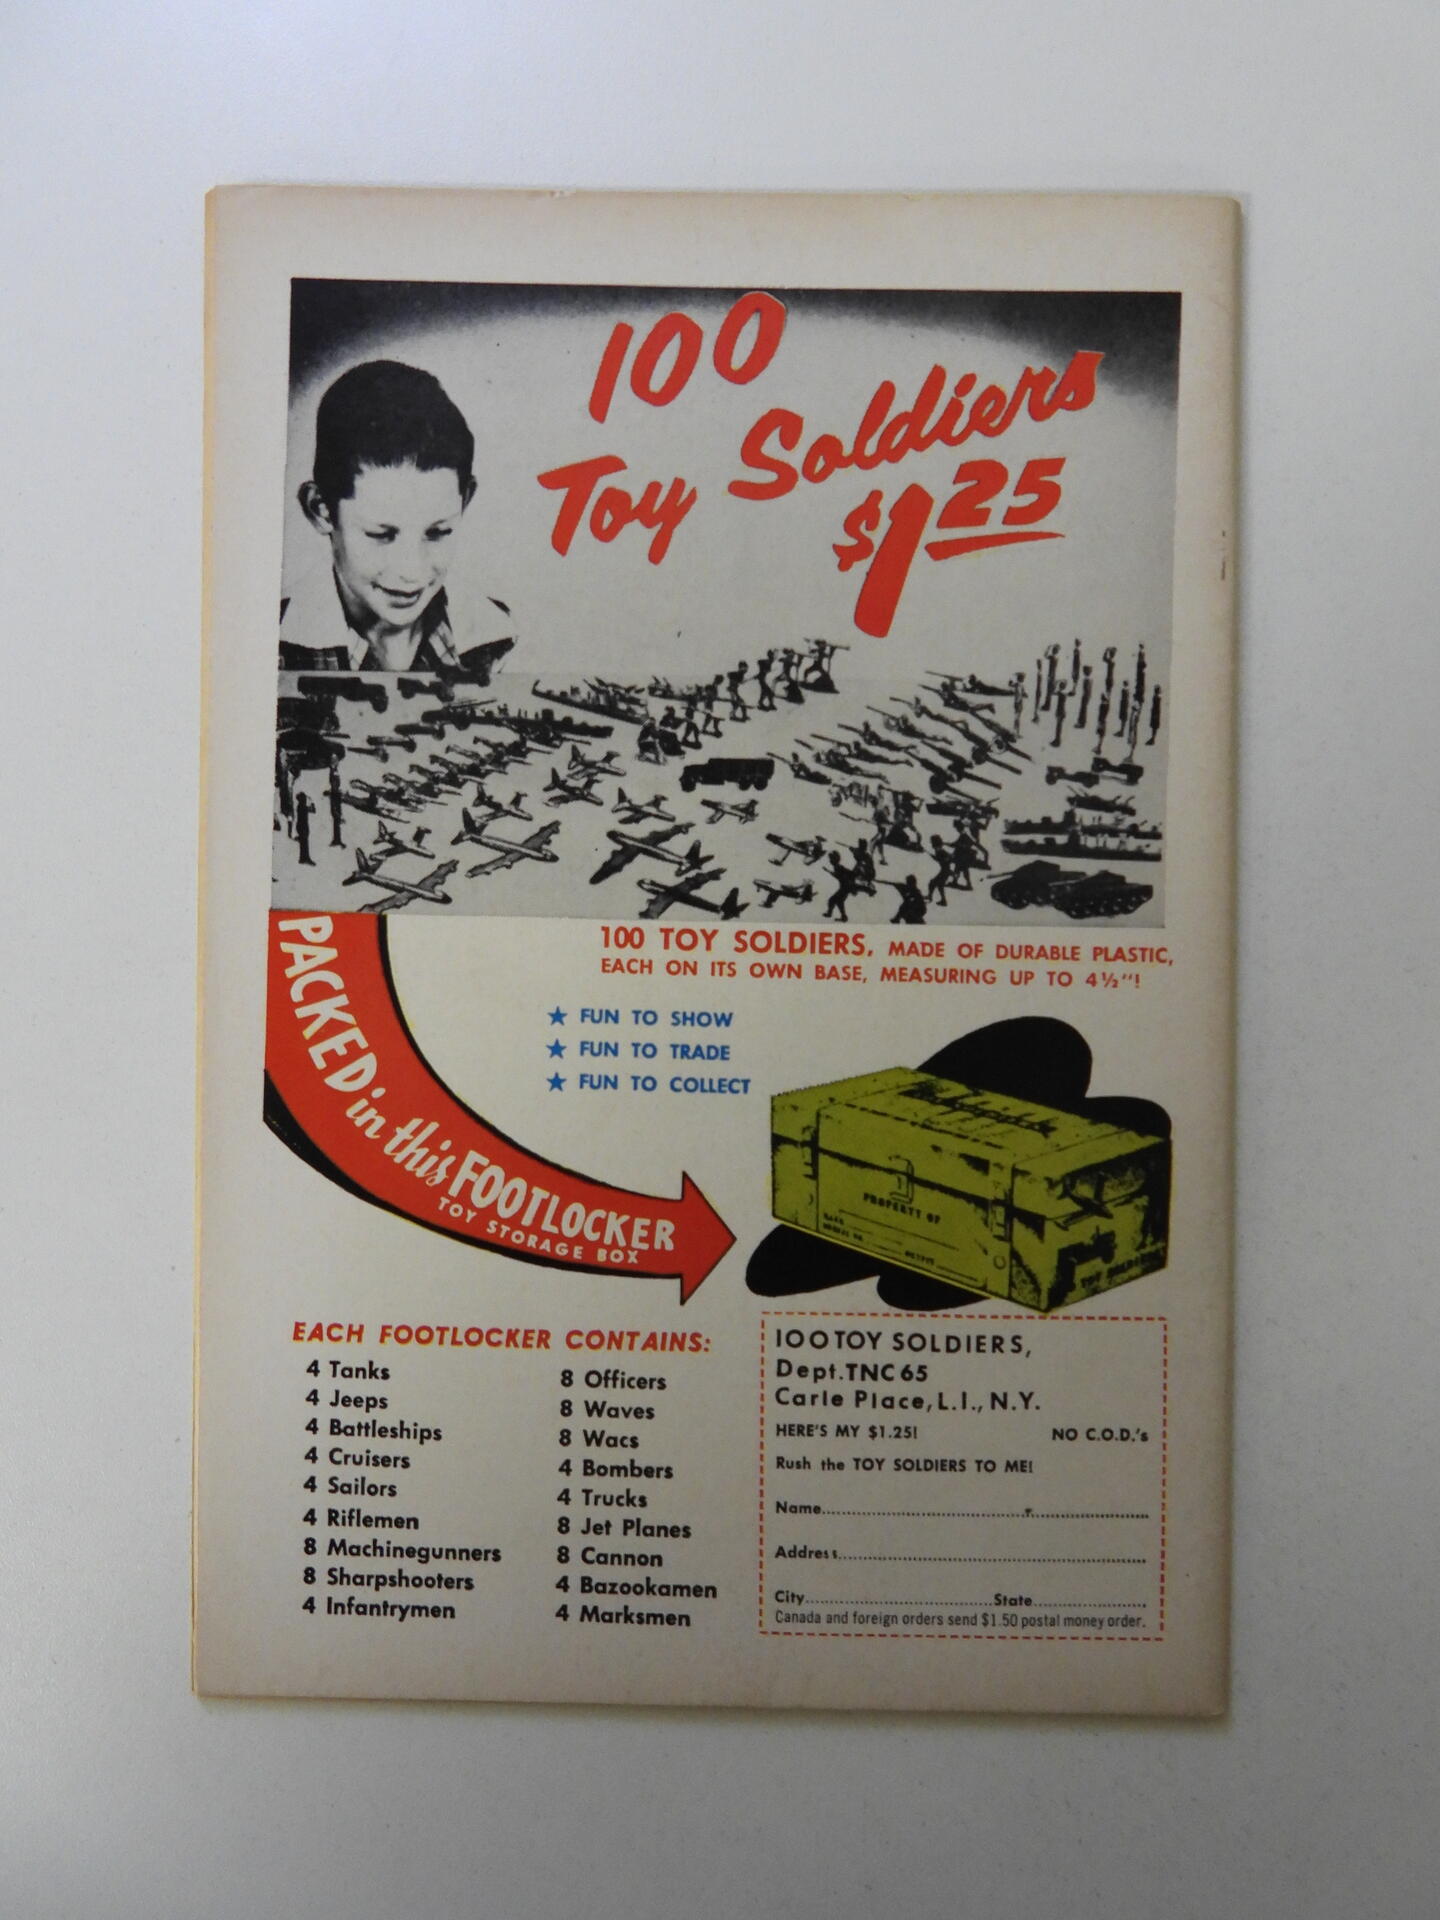 100
Toy Soldiers
$1.25
100 TOY SOLDIERS, MADE OF DURABLE PLASTIC,
EACH ON ITS OWN BASE, MEASURING UP TO 4½"!
★ FUN TO SHOW
★ FUN TO TRADE
★ FUN TO COLLECT
PACKED in this FOOTLOCKER
TOY STORAGE BOX
PROPERTY OF
TOY SOLDIERS
EACH FOOTLOCKER CONTAINS:
4 Tanks
4 Jeeps
4 Battleships
4 Cruisers
4 Sailors
4 Riflemen
8 Machinegunners
8 Sharpshooters
4 Infantrymen
8 Officers
8 Waves
8 Wacs
4 Bombers
4 Trucks
8 Jet Planes
8 Cannon
4 Bazookamen
4 Marksmen
100 TOY SOLDIERS,
Dept. TNC 65
Carle Place, L.I., N.Y.
HERE'S MY $1.25! NO C.O.D.'s
Rush the TOY SOLDIERS TO ME!
Name
Address
City State
Canada and foreign orders send $1.50 postal money order.